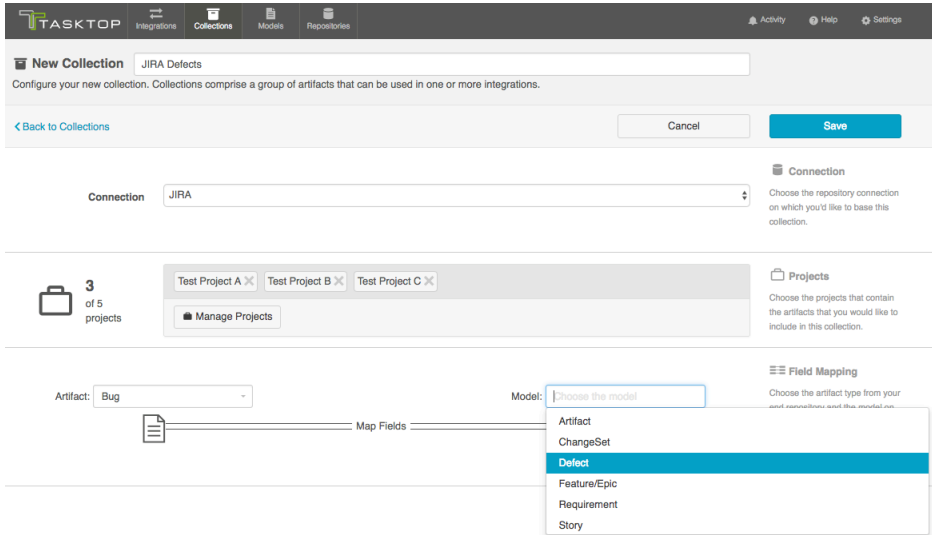 TASKTOP
Integrations
Collections
Models
Repositories
Activity
Help
Settings
New Collection
JIRA Defects
Configure your new collection. Collections comprise a group of artifacts that can be used in one or more integrations.
Back to Collections
Cancel
Save
Connection
JIRA
Connection
Choose the repository connection
on which you'd like to base this
collection.
3
of 5
projects
Test Project A
Test Project B
Test Project C
Manage Projects
Projects
Choose the projects that contain
the artifacts that you would like to
include in this collection.
Artifact:
Bug
Model:
Choose the model
Map Fields
Artifact
ChangeSet
Defect
Feature/Epic
Requirement
Story
Field Mapping
Choose the artifact type from your
end repository and the model on